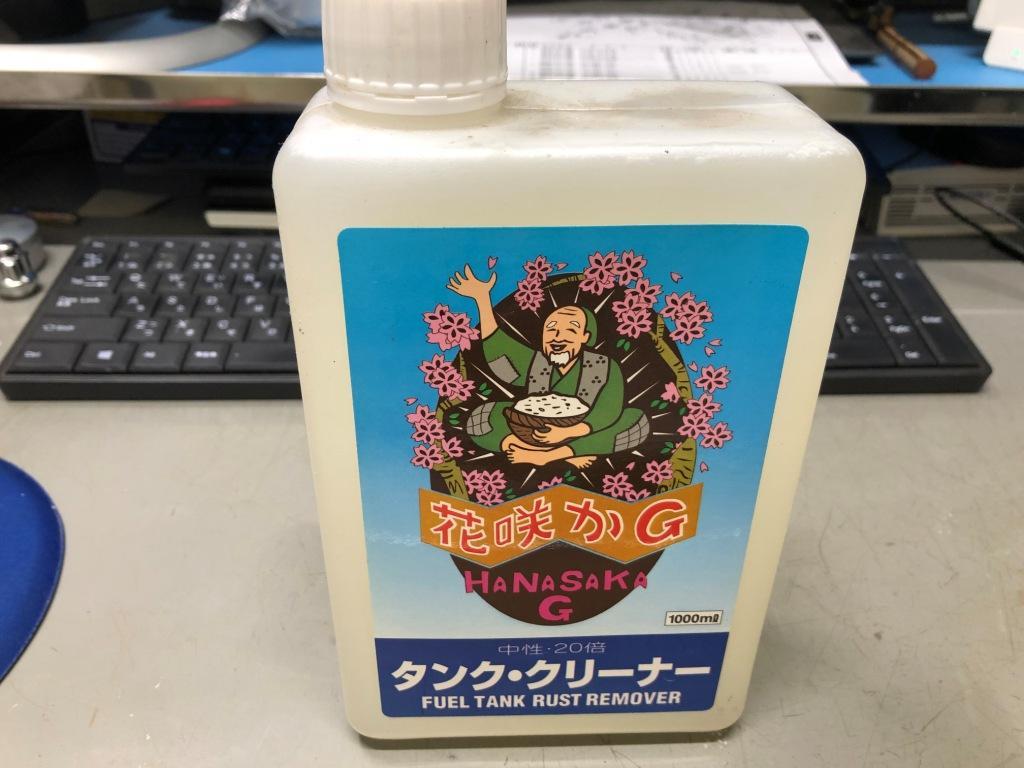 花咲かG
HANASAKA
G
1000mℓ
中性・20倍
タンク・クリーナー
FUEL TANK RUST REMOVER